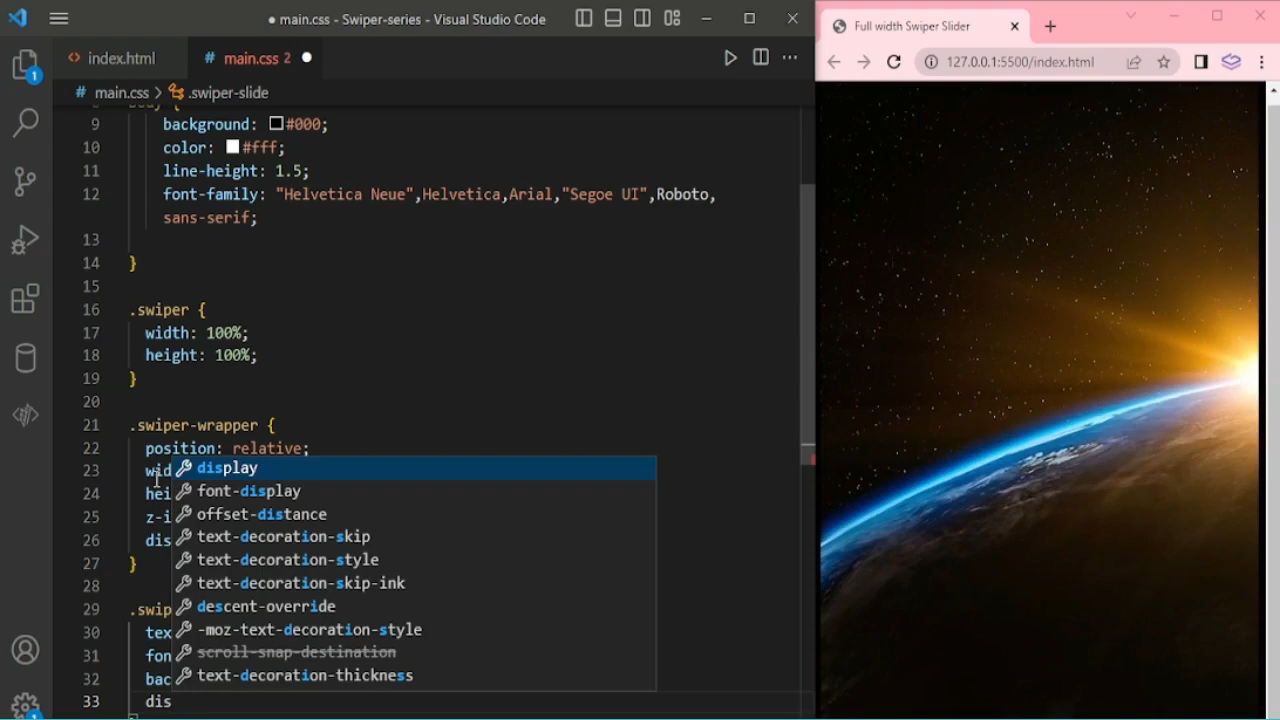 ● main.css - Swiper-series - Visual Studio Code
Full width Swiper Slider
index.html
# main.css 2
127.0.0.1:5500/index.html
1
# main.css > .swiper-slide
9 background: #000;
10 color: #fff;
11 line-height: 1.5;
12 font-family: "Helvetica Neue",Helvetica,Arial,"Segoe UI",Roboto,
sans-serif;
13
14 }
15
16 .swiper {
17 width: 100%;
18 height: 100%;
19 }
20
21 .swiper-wrapper {
22 position: relative;
23 wid
display
24 hei
font-display
25 z-i
offset-distance
text-decoration-skip
26 dis
text-decoration-style
27 }
text-decoration-skip-ink
28
descent-override
29 .swip
-moz-text-decoration-style
30 tex
scroll-snap-destination
31 fon
text-decoration-thickness
32 bac
33 dis
1